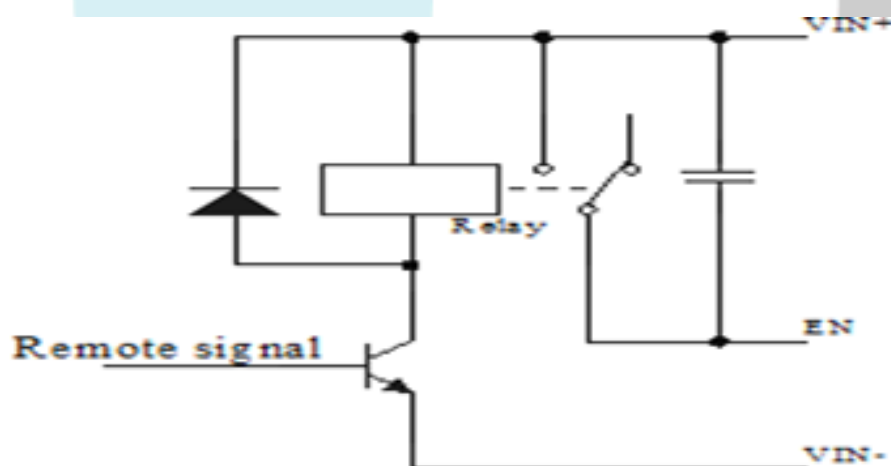 VIN+
Relay
EN
Remote signal
VIN-